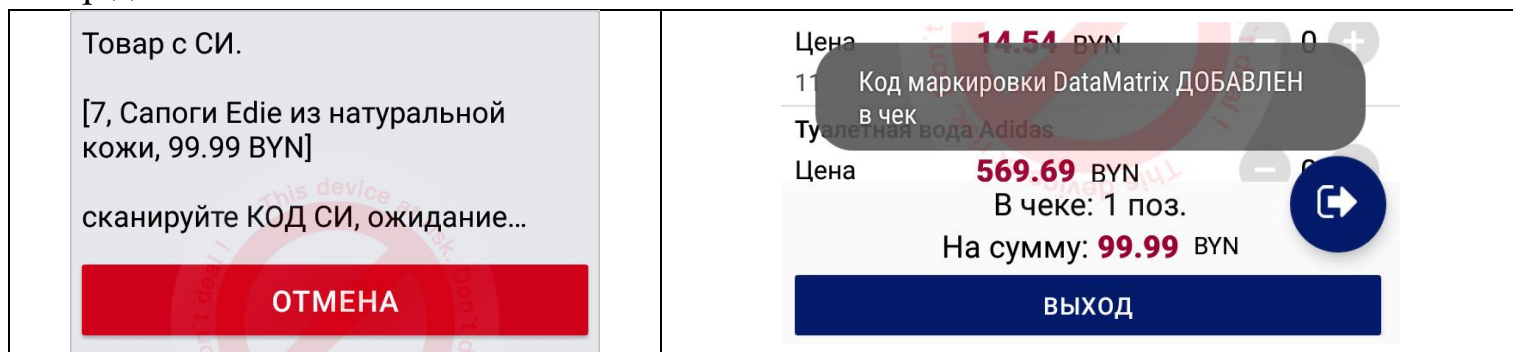 Товар с СИ.
[7, Сапоги Edie из натуральной
кожи, 99.99 BYN]
сканируйте КОД СИ, ожидание...
ОТМЕНА
Цена 14.54 BYN 0
11
Код маркировки DataMatrix ДОБАВЛЕН
в чек
Туалетная вода Adidas
Цена 569.69 BYN
В чеке: 1 поз.
На сумму: 99.99 BYN
ВЫХОД